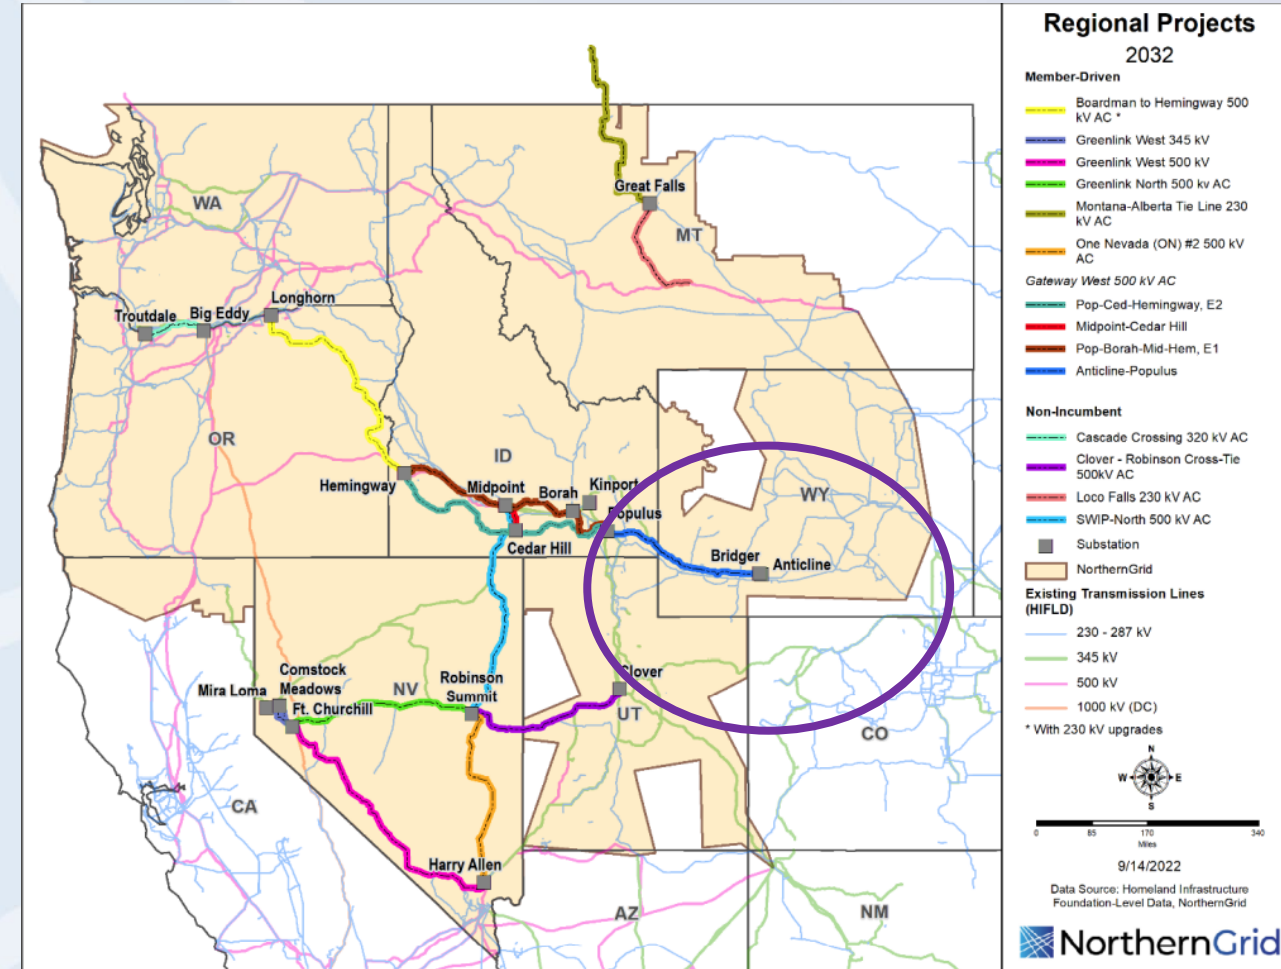 Regional Projects
2032
Member-Driven
Boardman to Hemingway 500
kV AC *
Greenlink West 345 kV
Greenlink West 500 kV
Greenlink North 500 kv AC
Montana-Alberta Tie Line 230
kV AC
One Nevada (ON) #2 500 kV
AC
Gateway West 500 kV AC
Pop-Ced-Hemingway, E2
Midpoint-Cedar Hill
Pop-Borah-Mid-Hem, E1
Anticline-Populus
Non-Incumbent
Cascade Crossing 320 kV AC
Clover - Robinson Cross-Tie
500kV AC
Loco Falls 230 kV AC
SWIP-North 500 kV AC
Substation
NorthernGrid
Existing Transmission Lines
(HIFLD)
230 - 287 kV
345 kV
500 kV
1000 kV (DC)
* With 230 kV upgrades
N
W E
S
0 85 170 340
Miles
9/14/2022
Data Source: Homeland Infrastructure
Foundation-Level Data, NorthernGrid
NorthernGrid
Great Falls
WA
MT
Longhorn
Troutdale
Big Eddy
OR
ID
Hemingway
Midpoint
Borah
Kinport
Populus
WY
Cedar Hill
Bridger
Anticline
Comstock
Meadows
Mira Loma
Ft. Churchill
NV
Robinson
Summit
Clover
UT
CO
CA
Harry Allen
AZ
NM